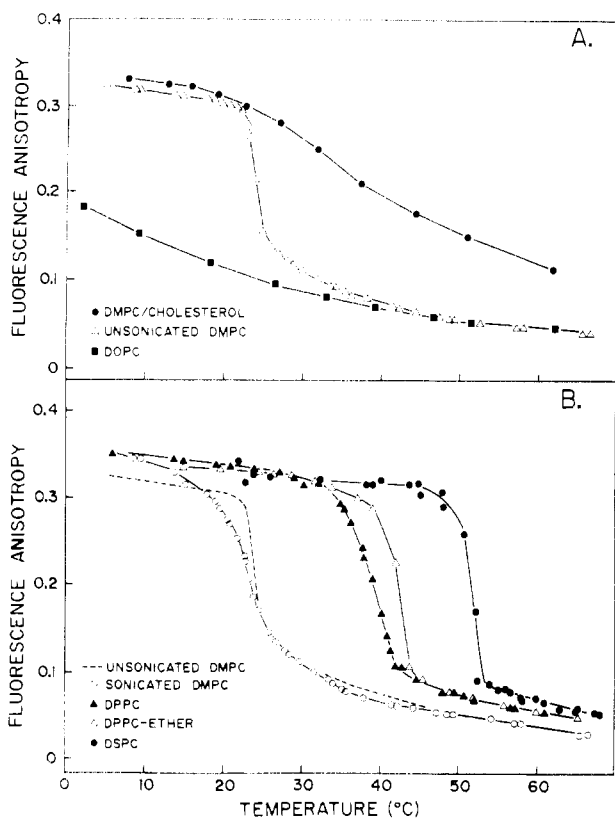 A.
0.4
0.3
0.2
0.1
0
FLUORESCENCE ANISOTROPY
DMPC/CHOLESTEROL
UNSONICATED DMPC
DOPC
B.
0.4
0.3
0.2
0.1
0
FLUORESCENCE ANISOTROPY
UNSONICATED DMPC
SONICATED DMPC
DPPC
DPPC-ETHER
DSPC
0 10 20 30 40 50 60
TEMPERATURE (°C)